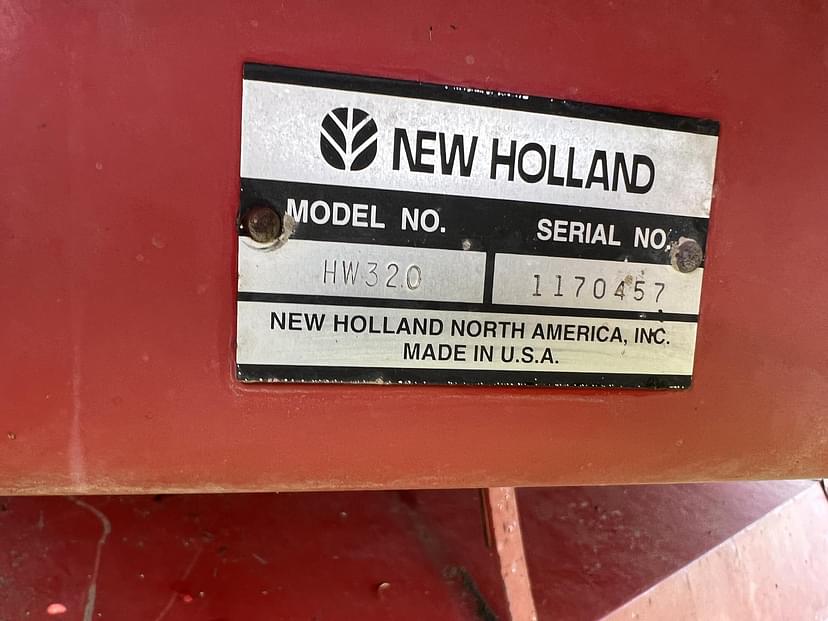 NEW HOLLAND
MODEL NO. SERIAL NO.
HW320 1170457
NEW HOLLAND NORTH AMERICA, INC.
MADE IN U.S.A.